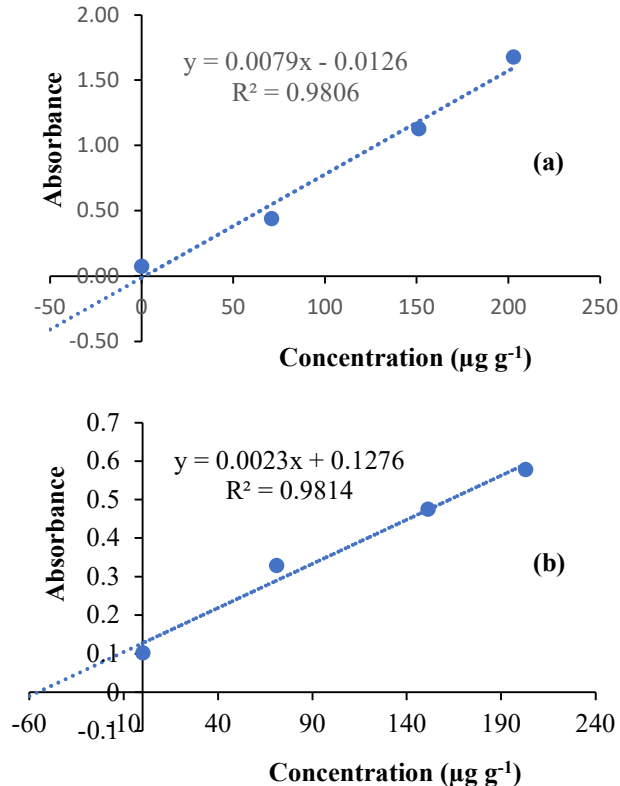 2.00
y = 0.0079x - 0.0126
R² = 0.9806
1.50
Absorbance
1.00
(a)
0.50
0.00
-50
0
50
100
150
200
250
-0.50
Concentration (µg g⁻¹)
0.7
y = 0.0023x + 0.1276
R² = 0.9814
0.6
0.5
Absorbance
0.4
0.3
(b)
0.2
0.1
0
-60
-10
40
90
140
190
240
-0.1
Concentration (µg g⁻¹)